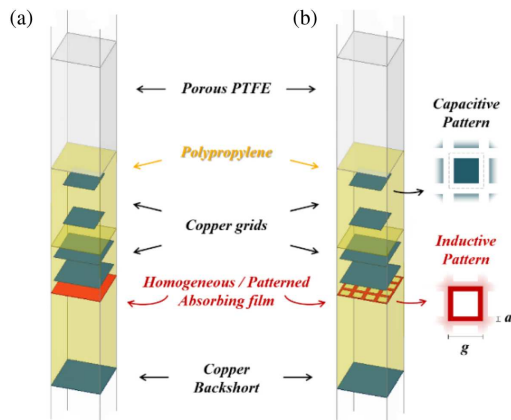 (a)
(b)
Porous PTFE
Capacitive
Pattern
Polypropylene
Copper grids
Inductive
Pattern
Homogeneous / Patterned
Absorbing film
a
g
Copper
Backshort